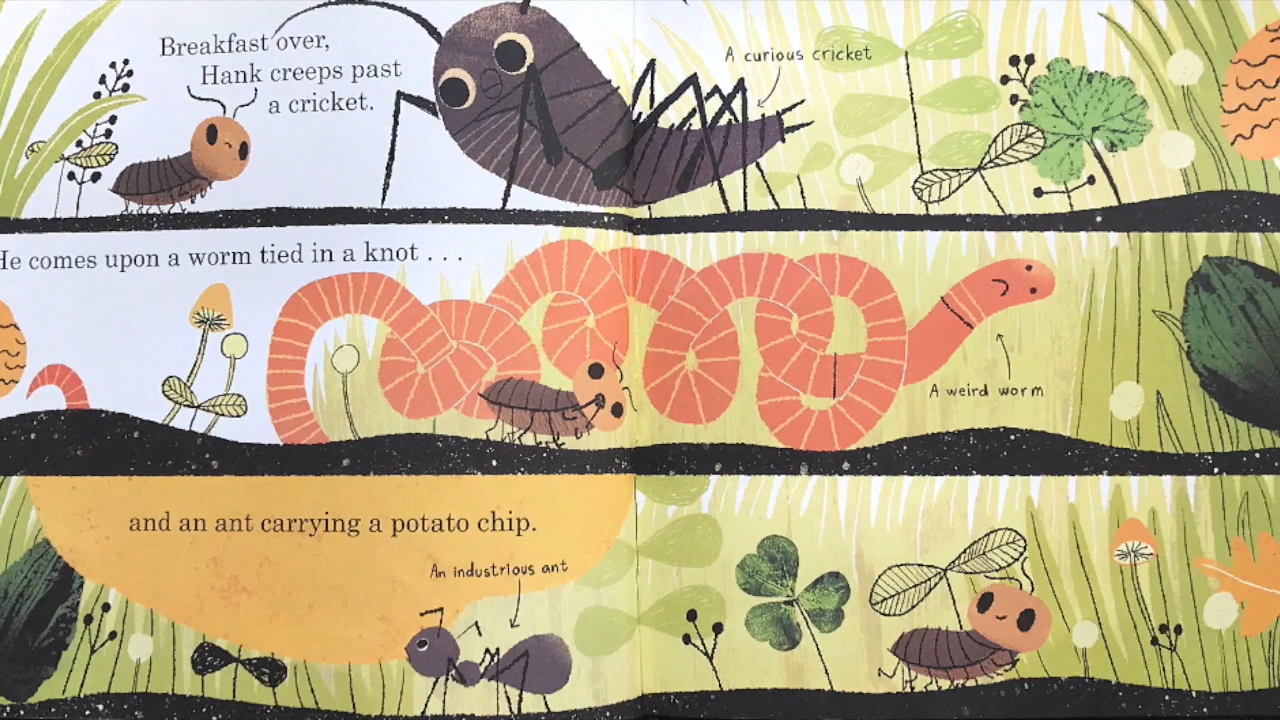 Breakfast over,
Hank creeps past
a cricket.
A curious cricket
He comes upon a worm tied in a knot . . .
A weird worm
and an ant carrying a potato chip.
An industrious ant